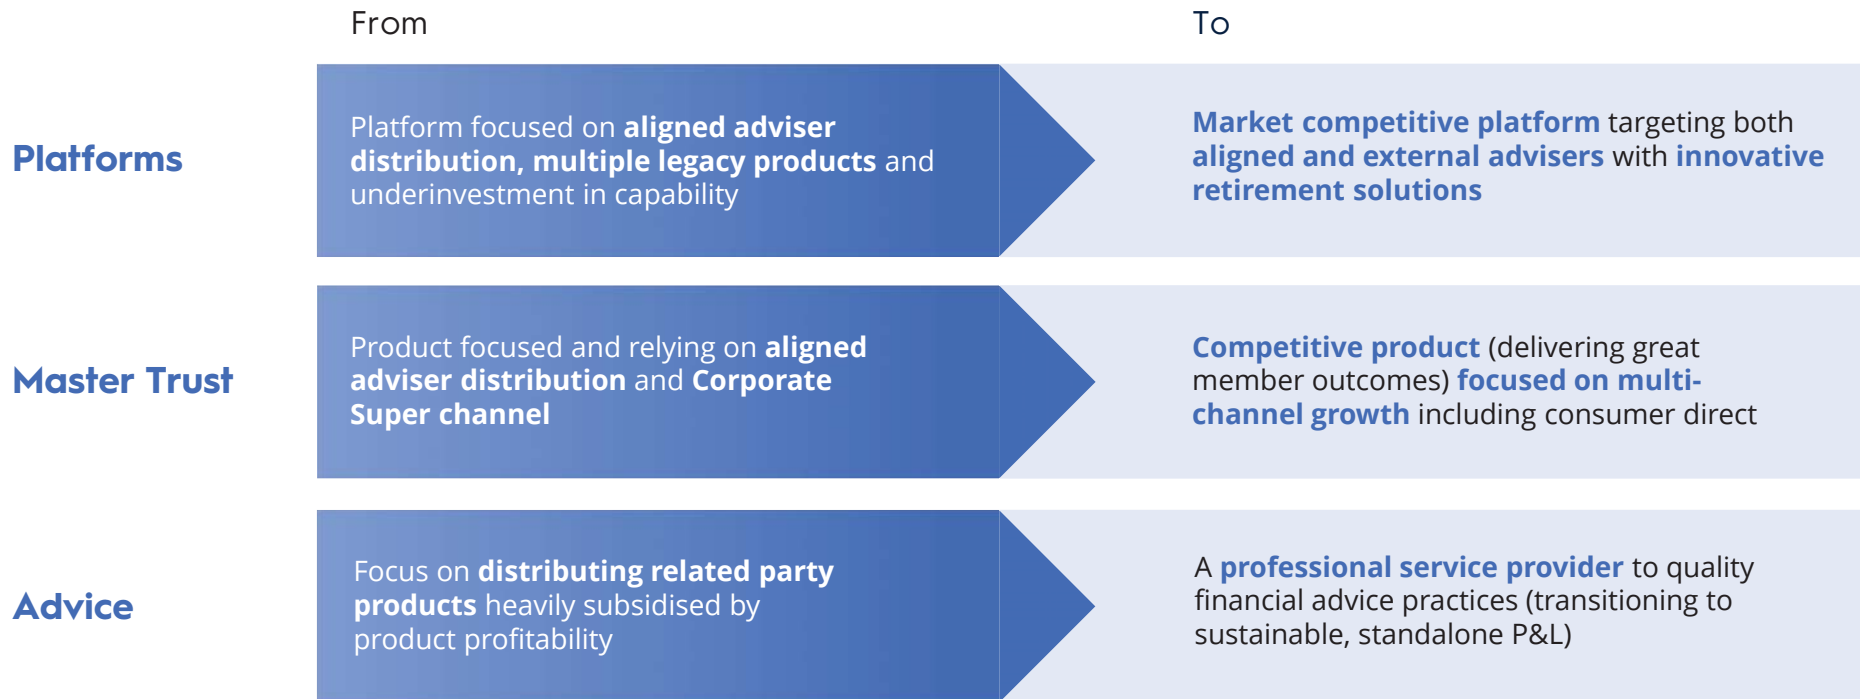 From
To
Platforms
Platform focused on aligned adviser
distribution, multiple legacy products and
underinvestment in capability
Market competitive platform targeting both
aligned and external advisers with innovative
retirement solutions
Master Trust
Product focused and relying on aligned
adviser distribution and Corporate
Super channel
Competitive product (delivering great
member outcomes) focused on multi-
channel growth including consumer direct
Advice
Focus on distributing related party
products heavily subsidised by
product profitability
A professional service provider to quality
financial advice practices (transitioning to
sustainable, standalone P&L)